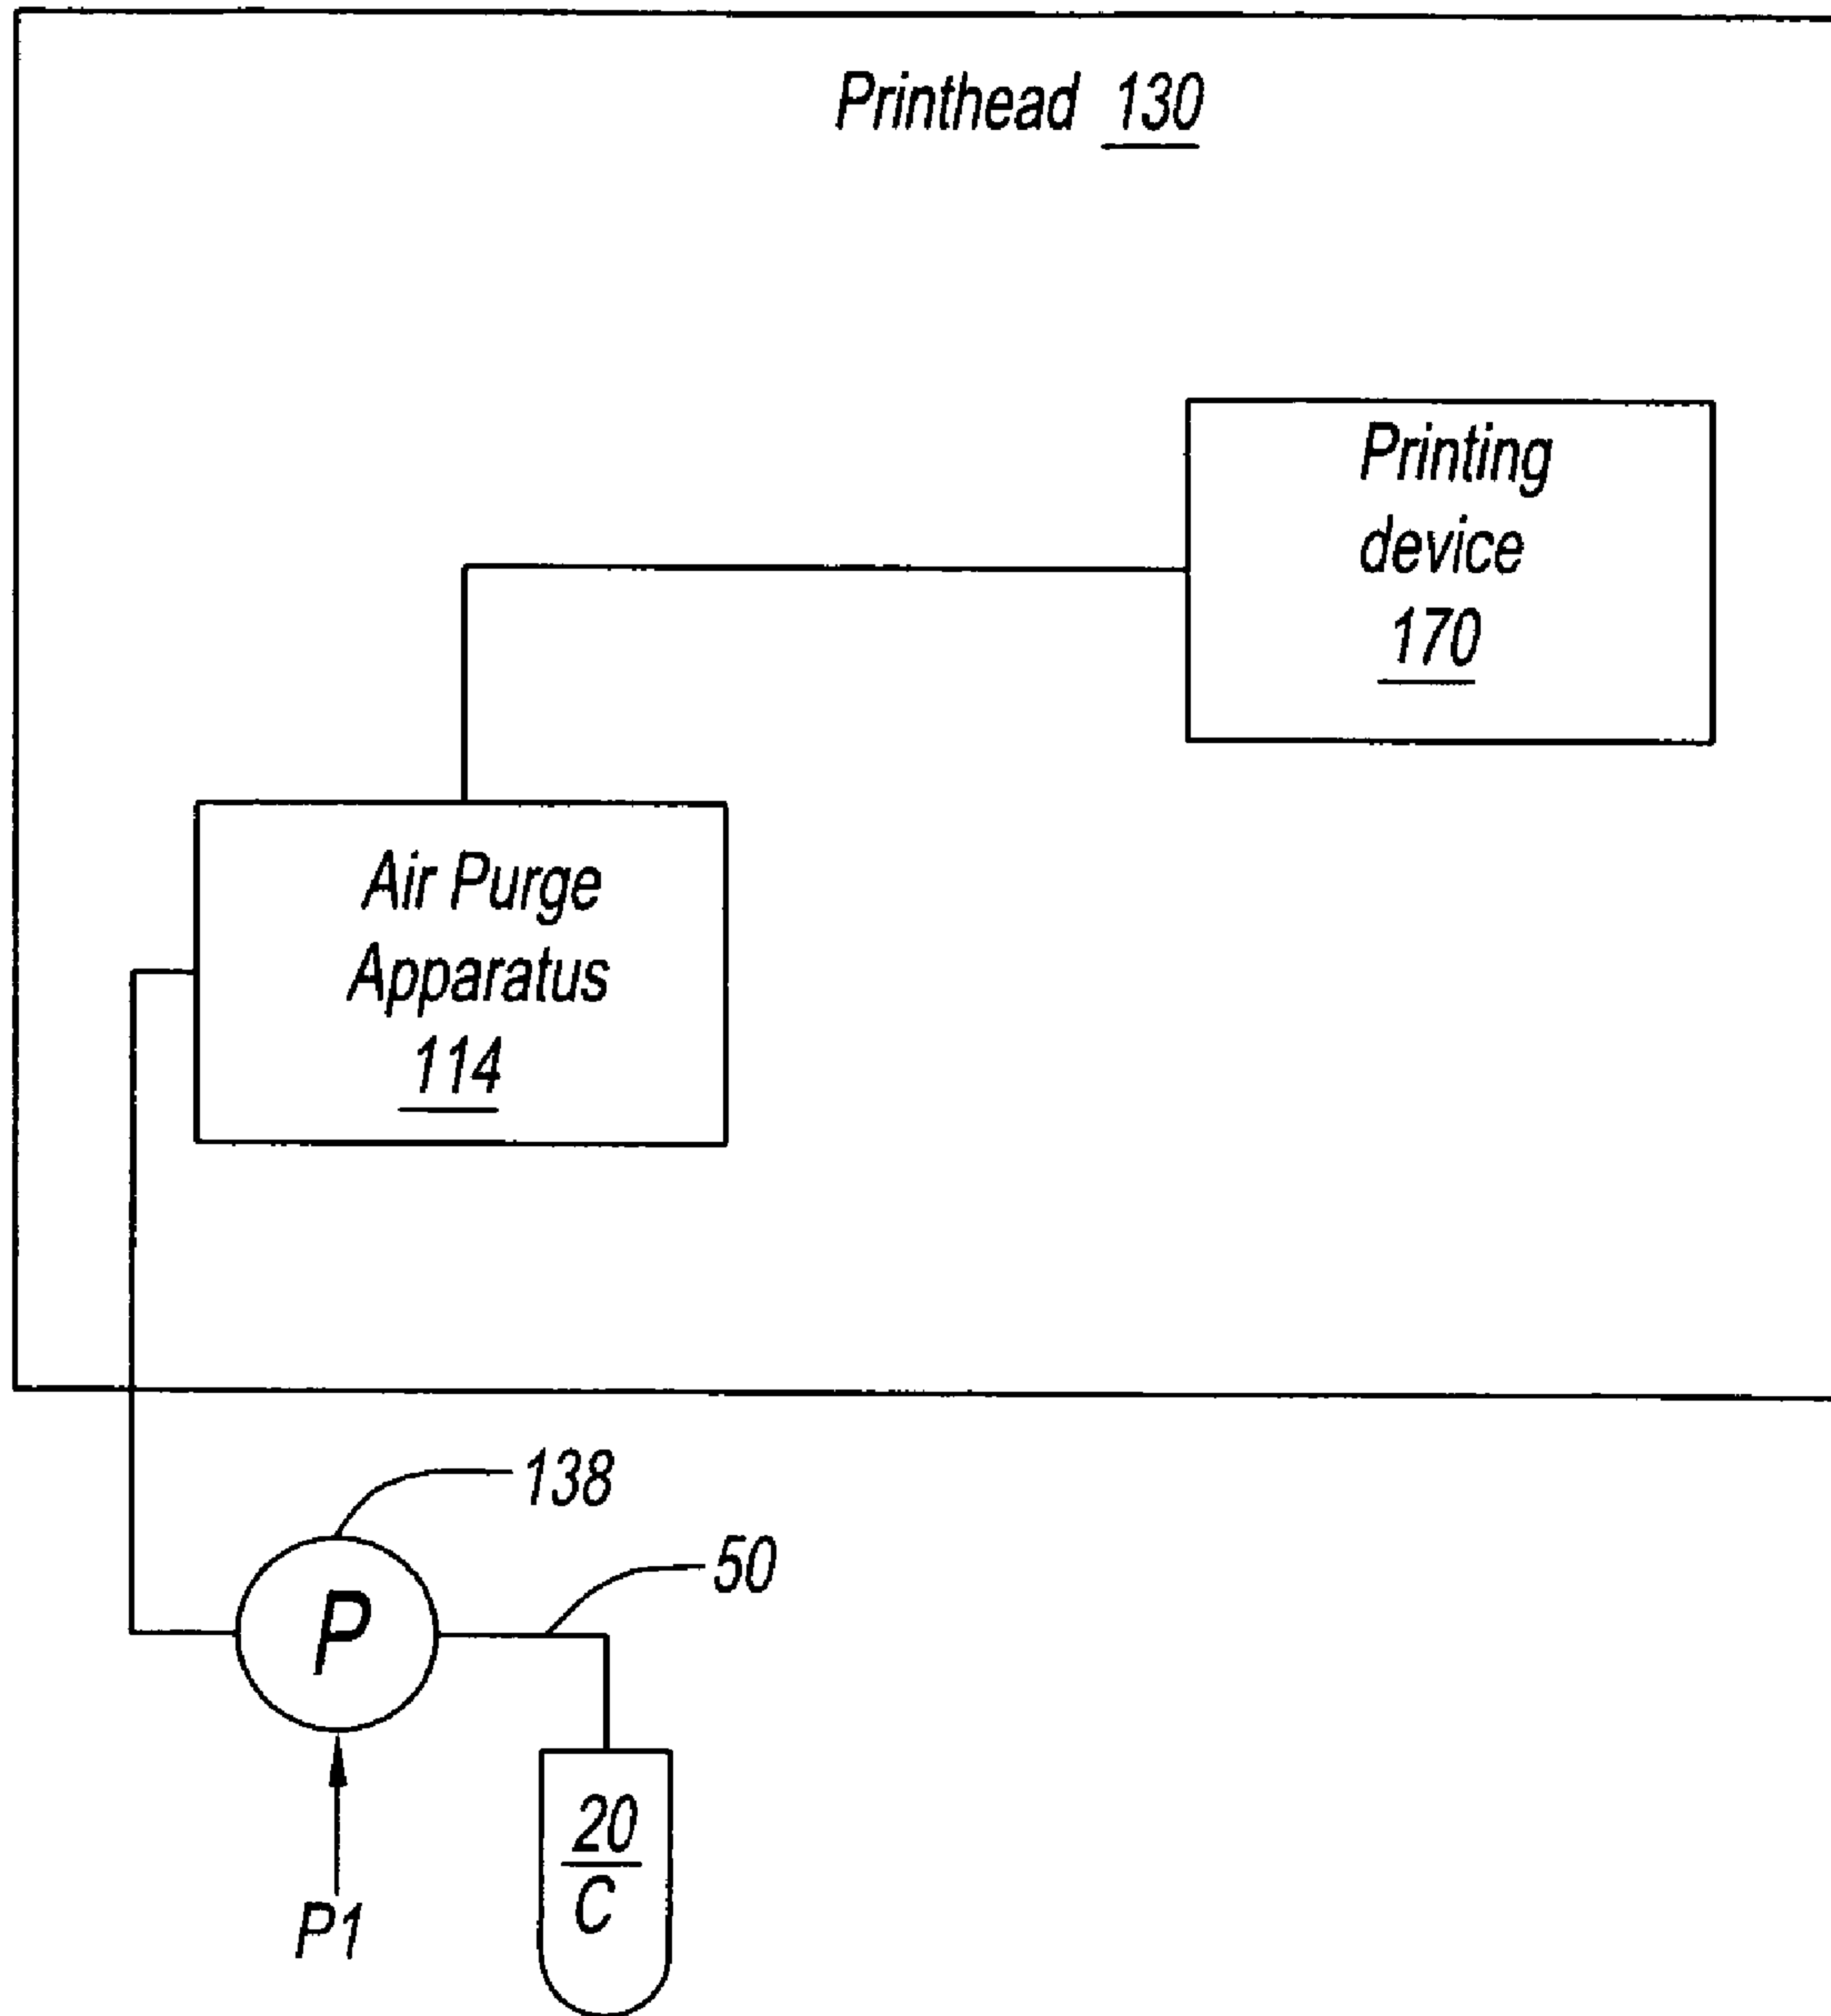 Printhead 130
Printing
device
170
Air Purge
Apparatus
114
138
50
P
20
C
P1